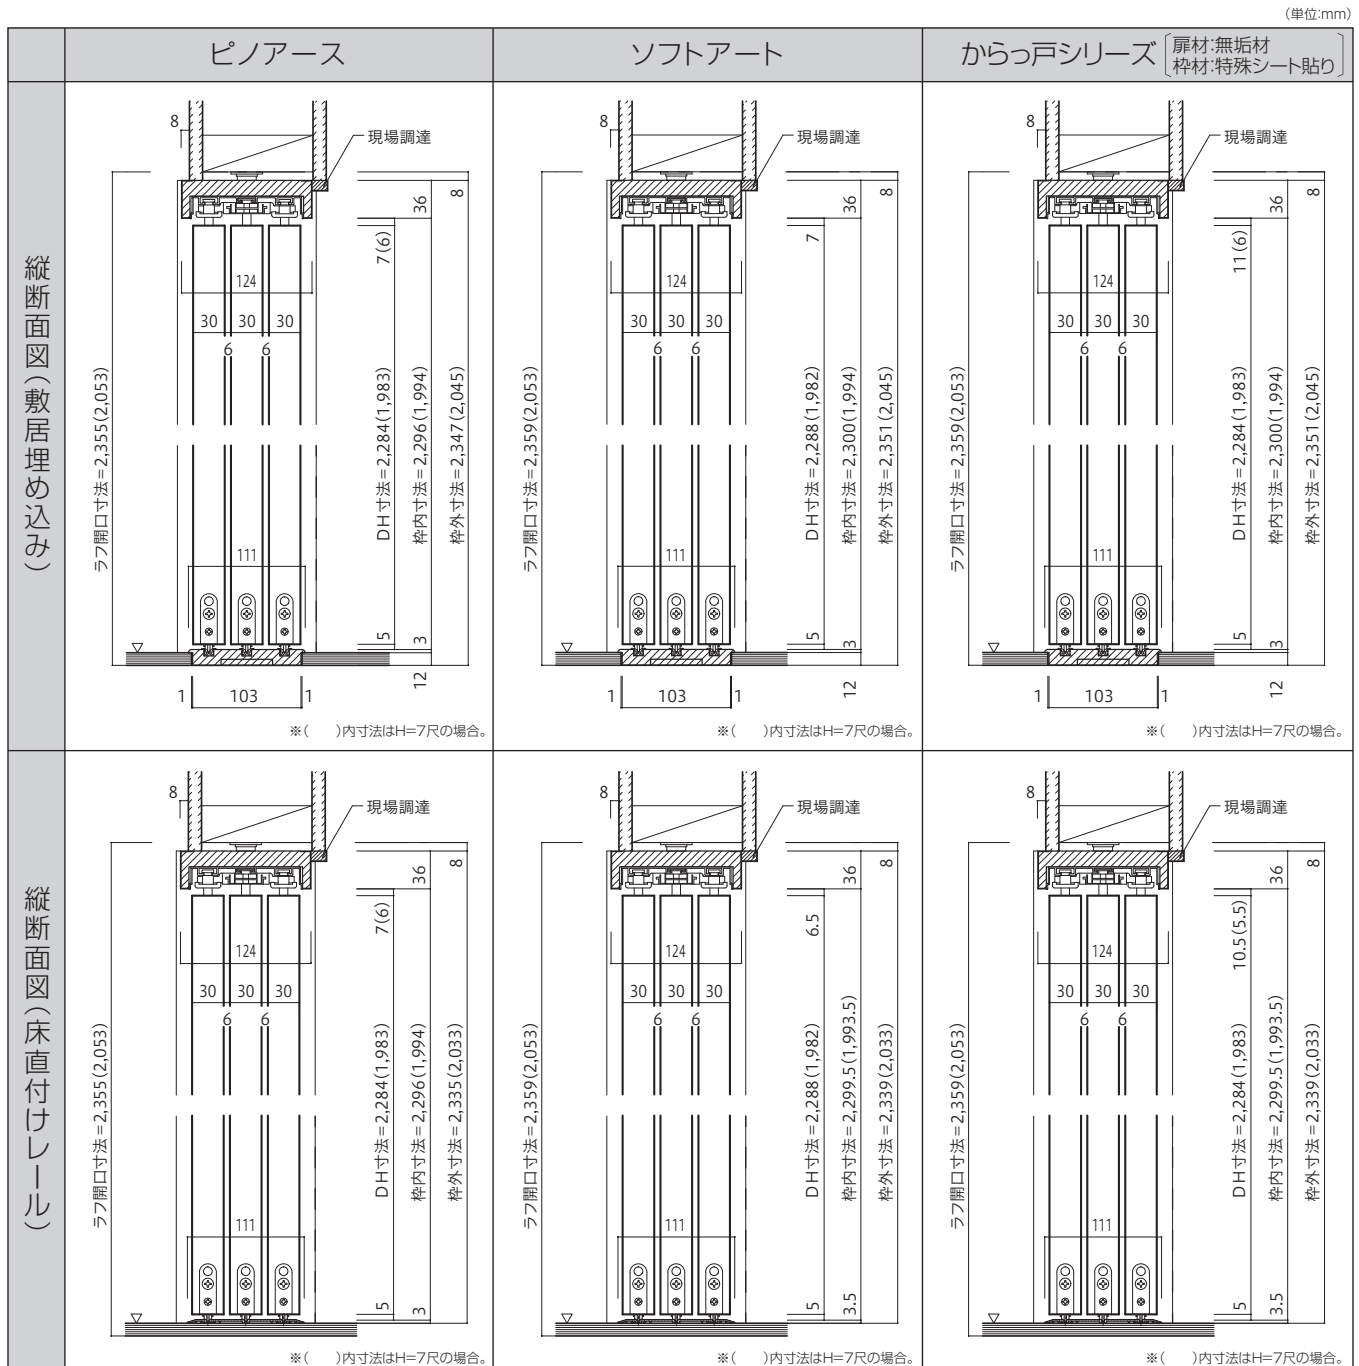 (単位:mm)
ピノアース
ソフトアート
からっ戸シリーズ
扉材:無垢材
枠材:特殊シート貼り
縦断面図(敷居埋め込み)
8
現場調達
8
36
7(6)
124
30 30 30
6 6
ラフ開口寸法=2,355(2,053)
DH寸法=2,284(1,983)
枠内寸法=2,296(1,994)
枠外寸法=2,347(2,045)
111
5
3
12
1 103 1
※( )内寸法はH=7尺の場合。
8
現場調達
8
36
7
124
30 30 30
6 6
ラフ開口寸法=2,359(2,053)
DH寸法=2,288(1,982)
枠内寸法=2,300(1,994)
枠外寸法=2,351(2,045)
111
5
3
12
1 103 1
※( )内寸法はH=7尺の場合。
8
現場調達
8
36
11(6)
124
30 30 30
6 6
ラフ開口寸法=2,359(2,053)
DH寸法=2,284(1,983)
枠内寸法=2,300(1,994)
枠外寸法=2,351(2,045)
111
5
3
12
1 103 1
※( )内寸法はH=7尺の場合。
縦断面図(床直付けレール)
8
現場調達
8
36
7(6)
124
30 30 30
6 6
ラフ開口寸法=2,355(2,053)
DH寸法=2,284(1,983)
枠内寸法=2,296(1,994)
枠外寸法=2,335(2,033)
111
5
3
※( )内寸法はH=7尺の場合。
8
現場調達
8
36
6.5
124
30 30 30
6 6
ラフ開口寸法=2,359(2,053)
DH寸法=2,288(1,982)
枠内寸法=2,299.5(1,993.5)
枠外寸法=2,339(2,033)
111
5
3.5
※( )内寸法はH=7尺の場合。
8
現場調達
8
36
10.5(5.5)
124
30 30 30
6 6
ラフ開口寸法=2,359(2,053)
DH寸法=2,284(1,983)
枠内寸法=2,299.5(1,993.5)
枠外寸法=2,339(2,033)
111
5
3.5
※( )内寸法はH=7尺の場合。